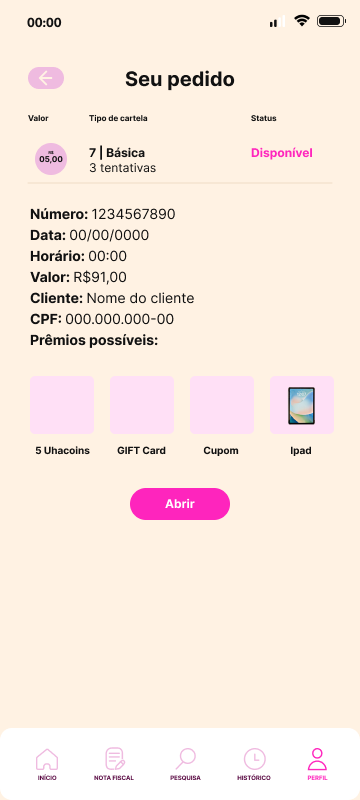 00:00
Seu pedido
Valor Tipo de cartela Status
R$
05,00
7 | Básica
3 tentativas
Disponível
Número: 1234567890
Data: 00/00/0000
Horário: 00:00
Valor: R$91,00
Cliente: Nome do cliente
CPF: 000.000.000-00
Prêmios possíveis:
5 Uhacoins GIFT Card Cupom Ipad
Abrir
INÍCIO NOTA FISCAL PESQUISA HISTÓRICO PERFIL